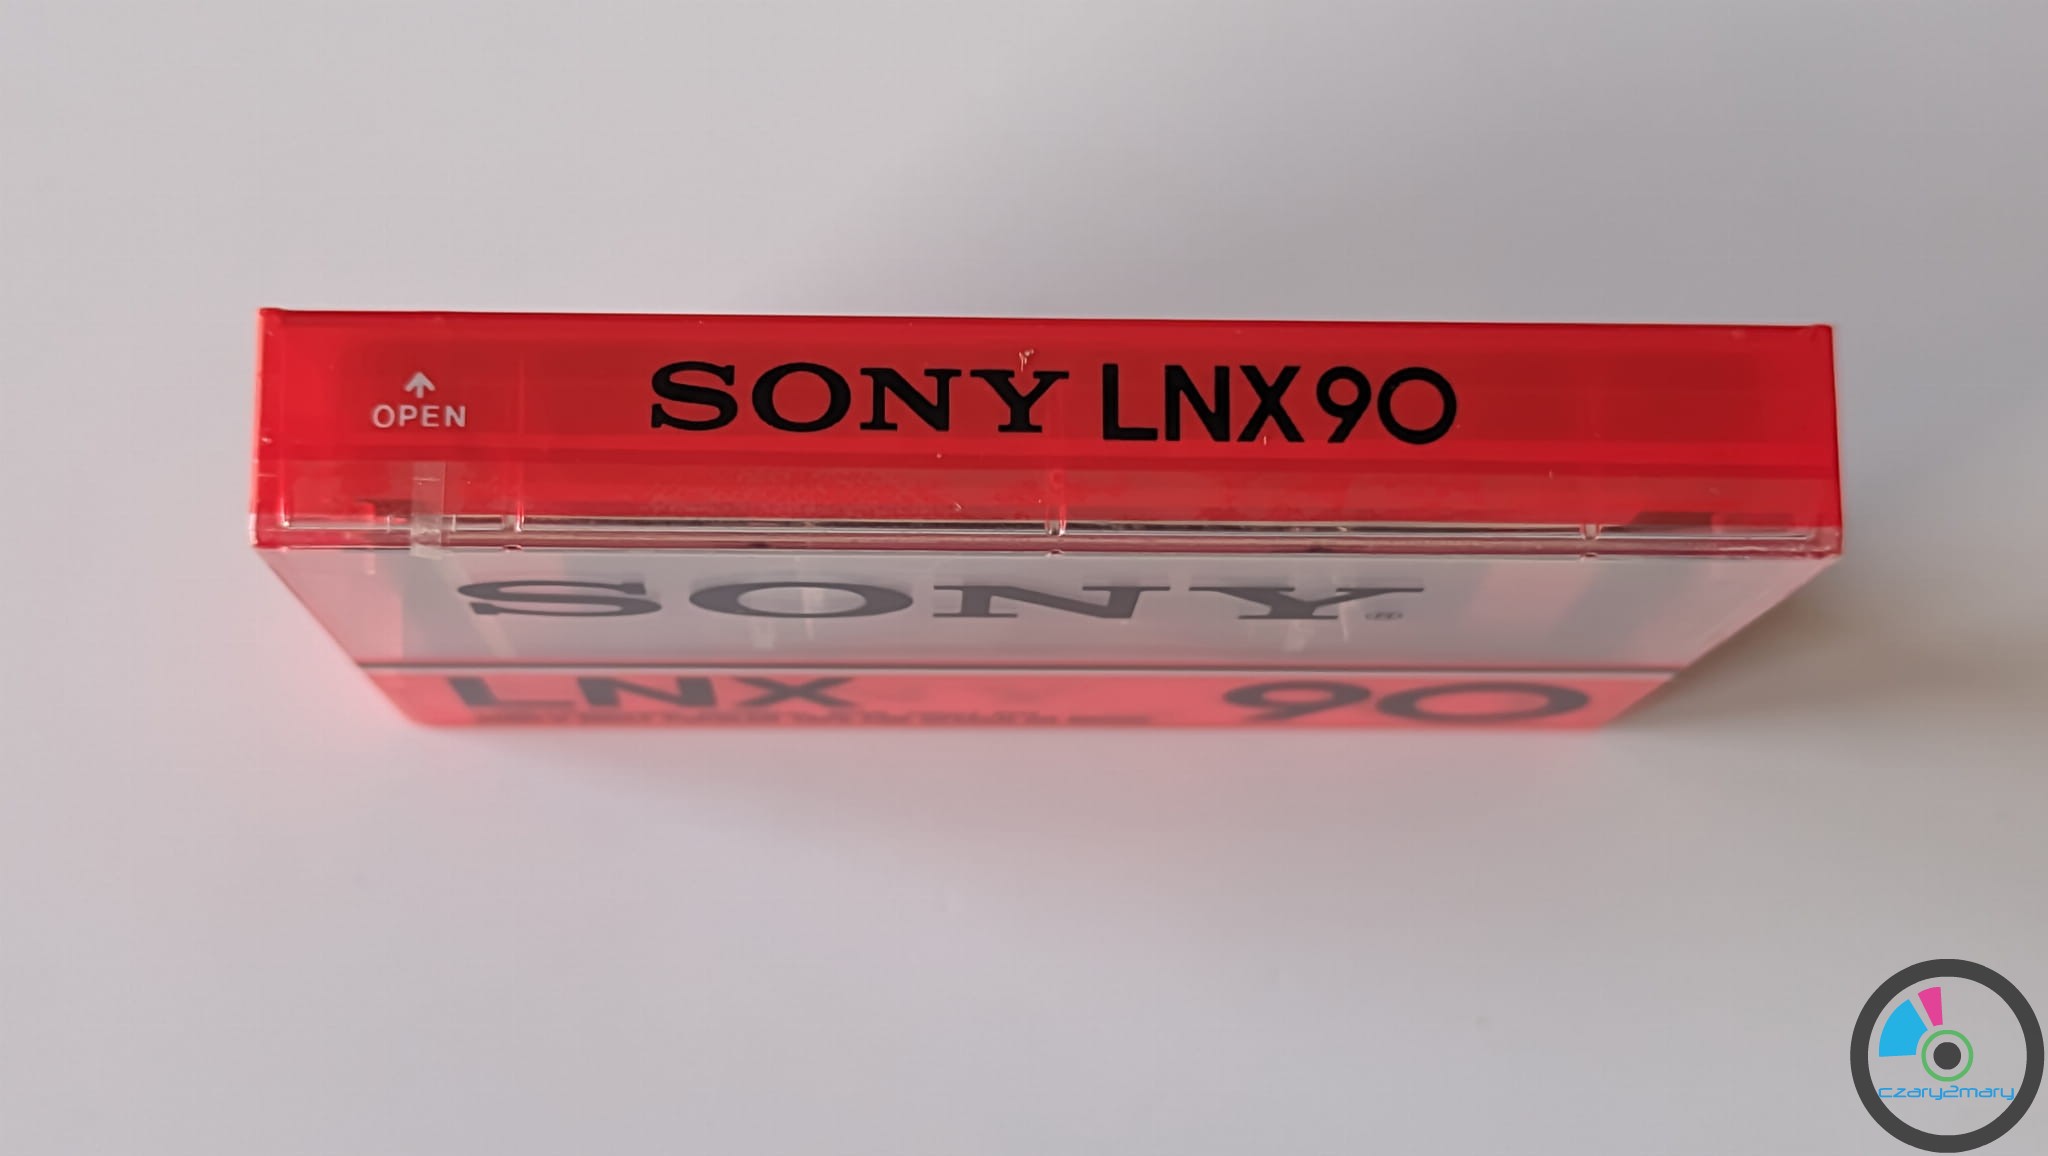 OPEN
SONY LNX90
SONY®
LNX 90
czary2mary